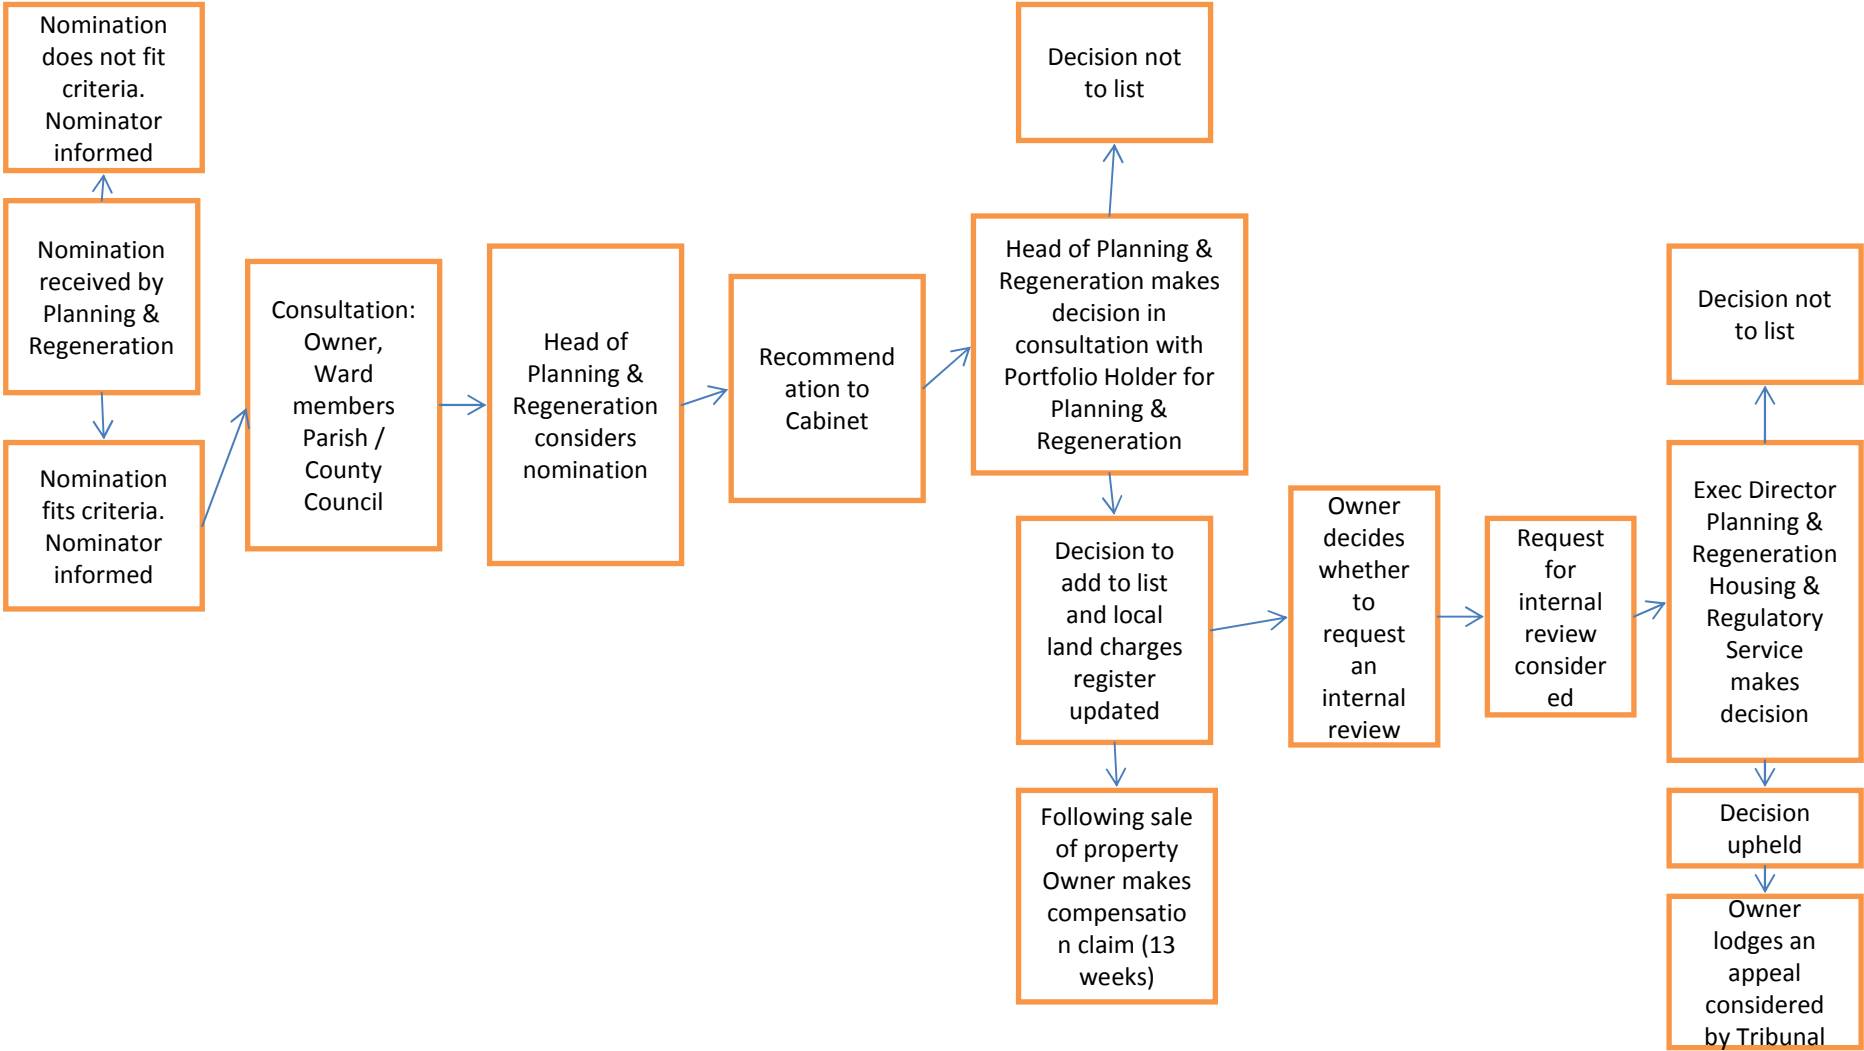 Nomination
does not fit
criteria.
Nominator
informed
Nomination
received by
Planning &
Regeneration
Nomination
fits criteria.
Nominator
informed
Consultation:
Owner,
Ward
members
Parish /
County
Council
Head of
Planning &
Regeneration
considers
nomination
Recommend
ation to
Cabinet
Decision not
to list
Head of Planning &
Regeneration makes
decision in
consultation with
Portfolio Holder for
Planning &
Regeneration
Decision to
add to list
and local
land charges
register
updated
Following sale
of property
Owner makes
compensatio
n claim (13
weeks)
Owner
decides
whether
to
request
an
internal
review
Request
for
internal
review
consider
ed
Decision not
to list
Exec Director
Planning &
Regeneration
Housing &
Regulatory
Service
makes
decision
Decision
upheld
Owner
lodges an
appeal
considered
by Tribunal